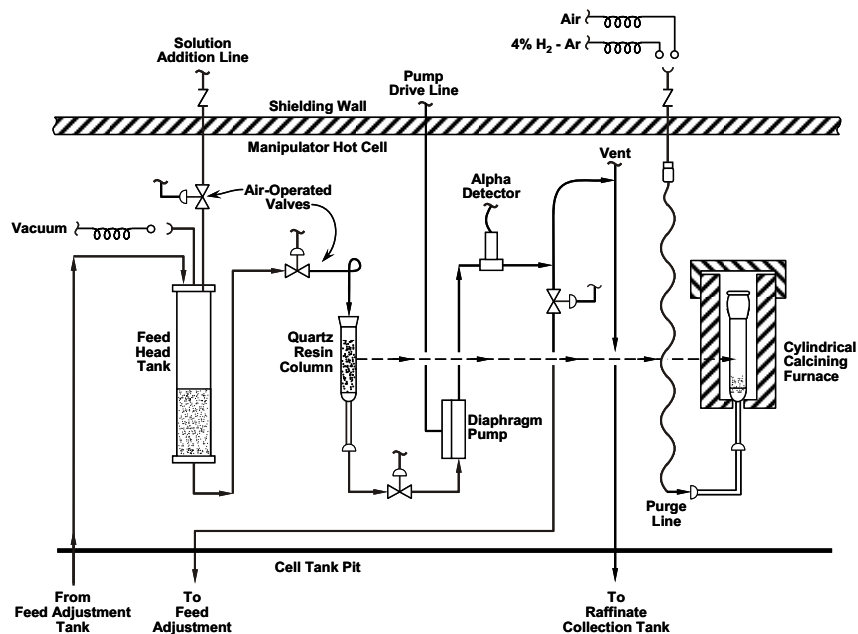 Air
4% H2 - Ar
Solution
Addition Line
Pump
Drive Line
Shielding Wall
Manipulator Hot Cell
Vent
Alpha
Detector
Air-Operated
Valves
Vacuum
Feed
Head
Tank
Quartz
Resin
Column
Cylindrical
Calcining
Furnace
Diaphragm
Pump
Purge
Line
Cell Tank Pit
From
Feed Adjustment
Tank
To
Feed
Adjustment
To
Raffinate
Collection Tank